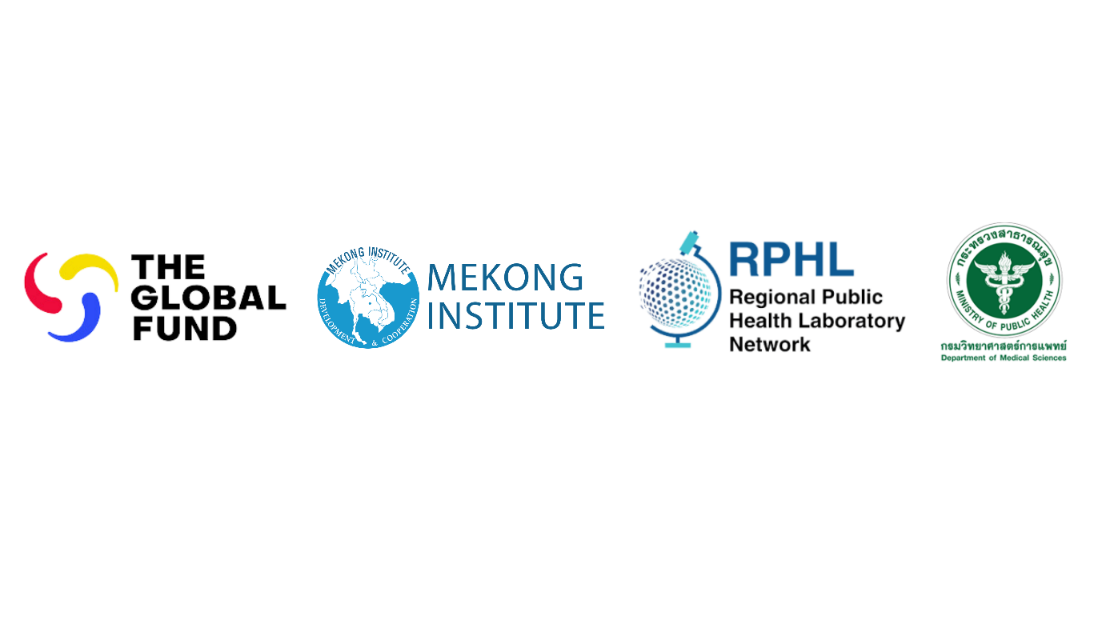 THE
GLOBAL
FUND
MEKONG INSTITUTE
DEVELOPMENT & COOPERATION
MEKONG
INSTITUTE
RPHL
Regional Public
Health Laboratory
Network
กระทรวงสาธารณสุข
MINISTRY OF PUBLIC HEALTH
กรมวิทยาศาสตร์การแพทย์
Department of Medical Sciences